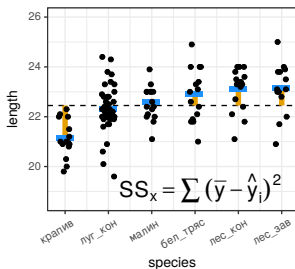 26
24
22
20
length
SSₓ = ∑ (y̅ − ŷᵢ)²
крапив
луг_кон
малин
бел_тряс
лес_кон
лес_зав
species